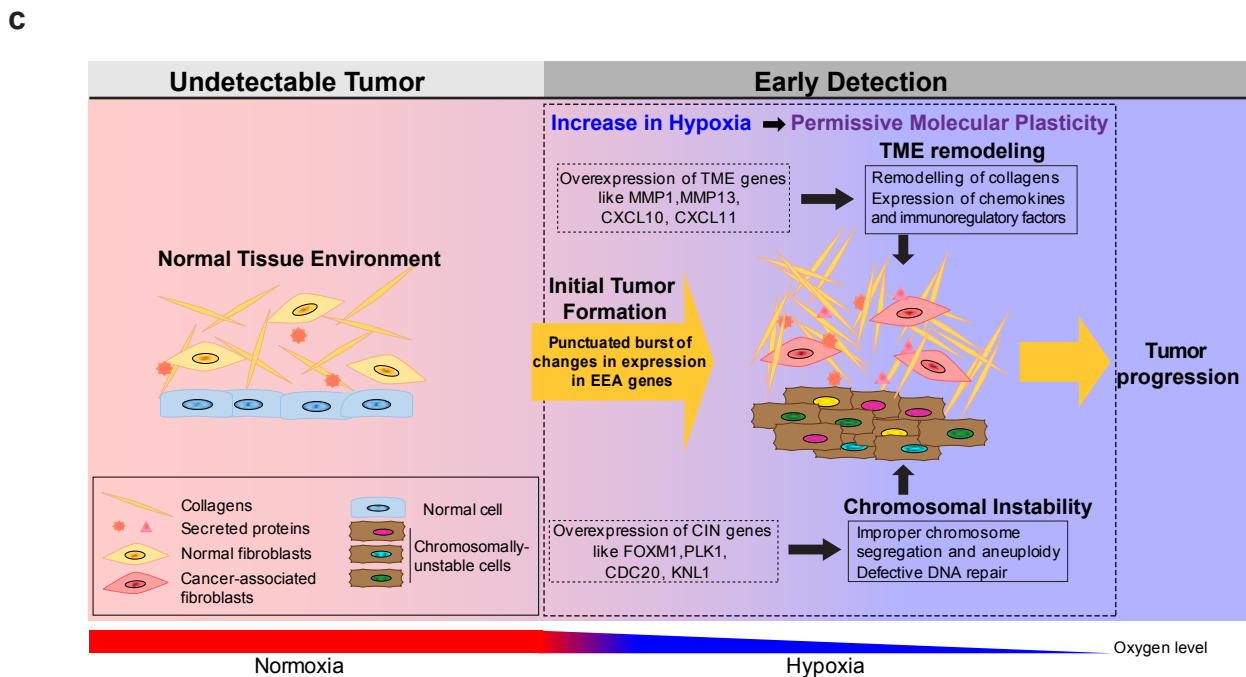 c
Undetectable Tumor
Early Detection
Increase in Hypoxia
Permissive Molecular Plasticity
TME remodeling
Overexpression of TME genes
like MMP1,MMP13,
CXCL10, CXCL11
Remodelling of collagens
Expression of chemokines
and immunoregulatory factors
Normal Tissue Environment
Initial Tumor
Formation
Punctuated burst of
changes in expression
in EEA genes
Tumor
progression
Collagens
Secreted proteins
Normal fibroblasts
Cancer-associated
fibroblasts
Normal cell
Chromosomally-
unstable cells
Chromosomal Instability
Overexpression of CIN genes
like FOXM1,PLK1,
CDC20, KNL1
Improper chromosome
segregation and aneuploidy
Defective DNA repair
Oxygen level
Normoxia
Hypoxia